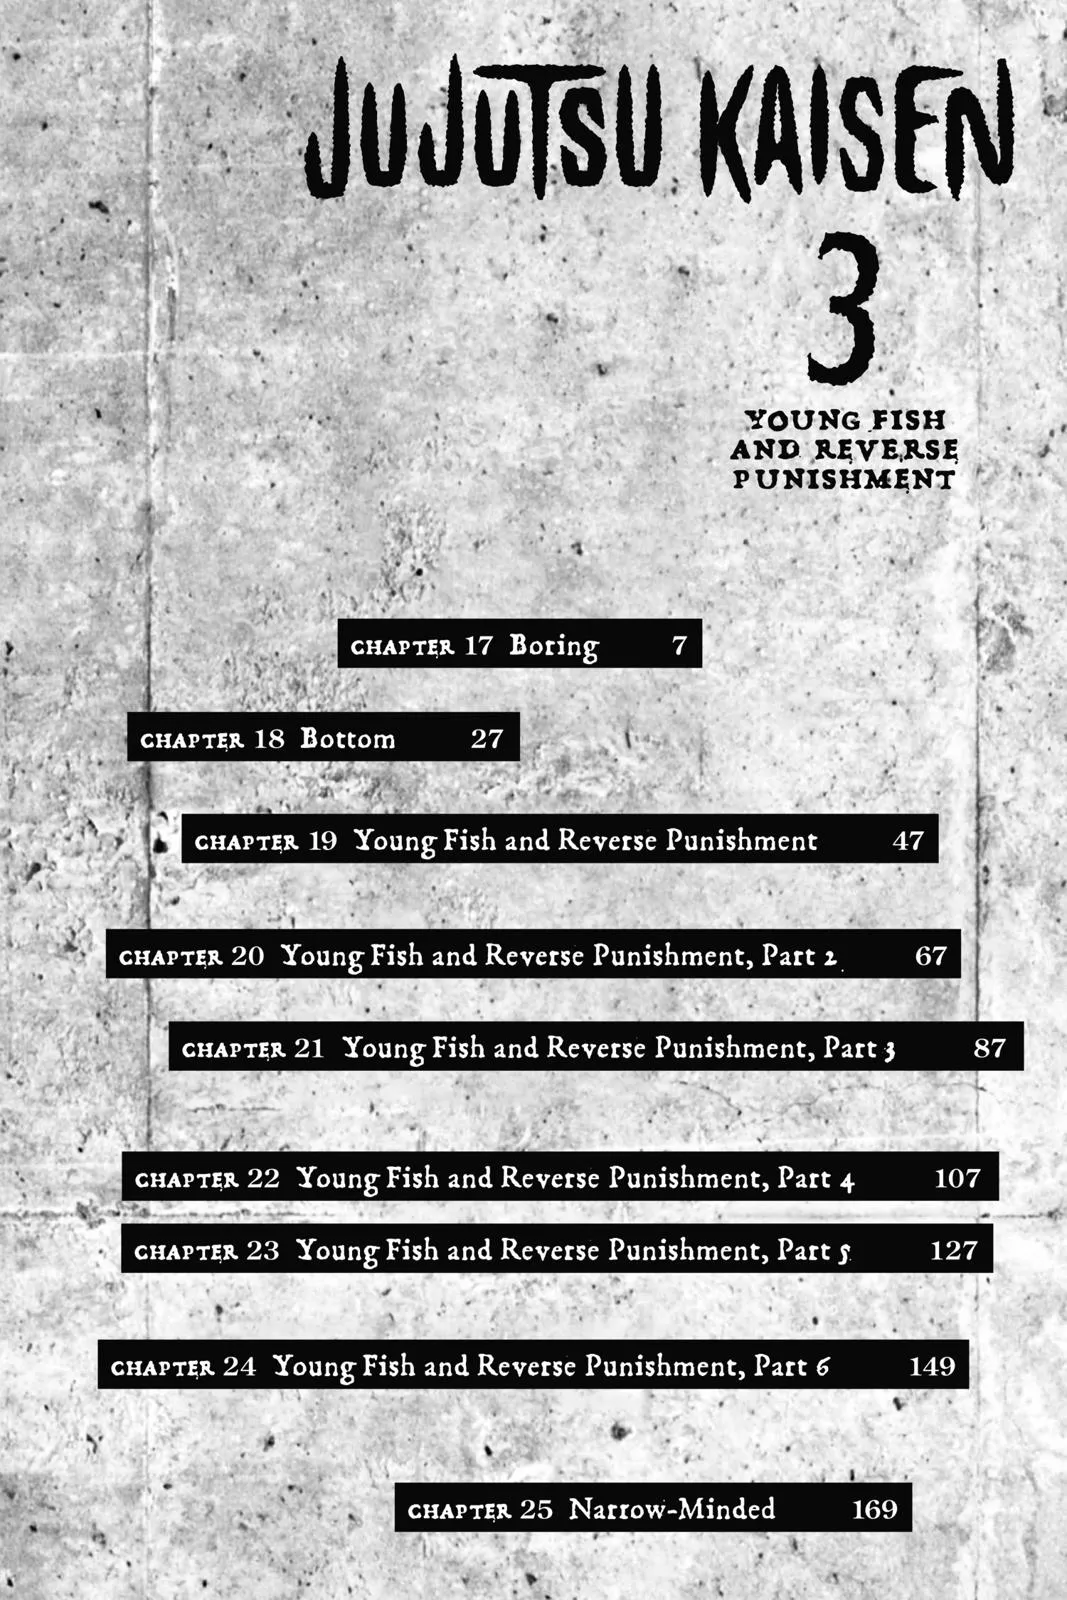 JUJUTSU KAISEN
3
YOUNG FISH
AND REVERSE
PUNISHMENT
CHAPTER 17 Boring 7
CHAPTER 18 Bottom 27
CHAPTER 19 Young Fish and Reverse Punishment 47
CHAPTER 20 Young Fish and Reverse Punishment, Part 2 67
CHAPTER 21 Young Fish and Reverse Punishment, Part 3 87
CHAPTER 22 Young Fish and Reverse Punishment, Part 4 107
CHAPTER 23 Young Fish and Reverse Punishment, Part 5 127
CHAPTER 24 Young Fish and Reverse Punishment, Part 6 149
CHAPTER 25 Narrow-Minded 169